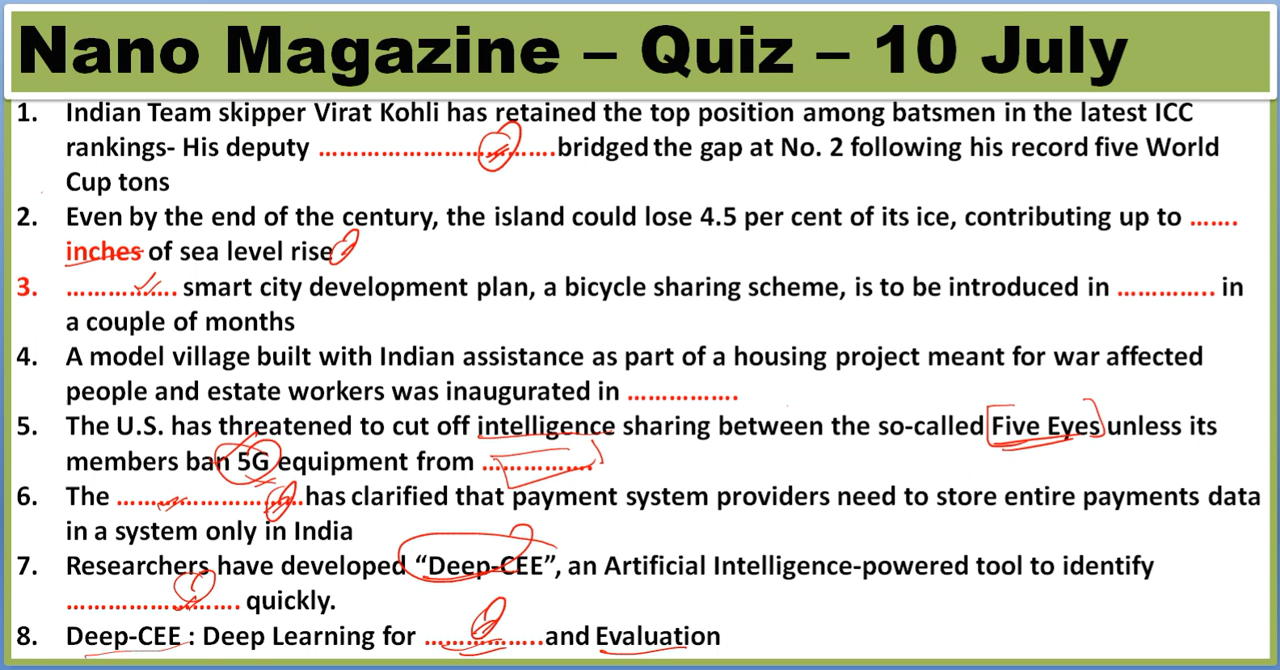 Nano Magazine – Quiz – 10 July
1. Indian Team skipper Virat Kohli has retained the top position among batsmen in the latest ICC
rankings- His deputy ................................bridged the gap at No. 2 following his record five World
Cup tons
2. Even by the end of the century, the island could lose 4.5 per cent of its ice, contributing up to .......
inches of sea level rise
3. ................ smart city development plan, a bicycle sharing scheme, is to be introduced in .............. in
a couple of months
4. A model village built with Indian assistance as part of a housing project meant for war affected
people and estate workers was inaugurated in ................
5. The U.S. has threatened to cut off intelligence sharing between the so-called Five Eyes unless its
members ban 5G equipment from ................
6. The ..........................has clarified that payment system providers need to store entire payments data
in a system only in India
7. Researchers have developed “Deep-CEE”, an Artificial Intelligence-powered tool to identify
......................... quickly.
8. Deep-CEE : Deep Learning for .................and Evaluation